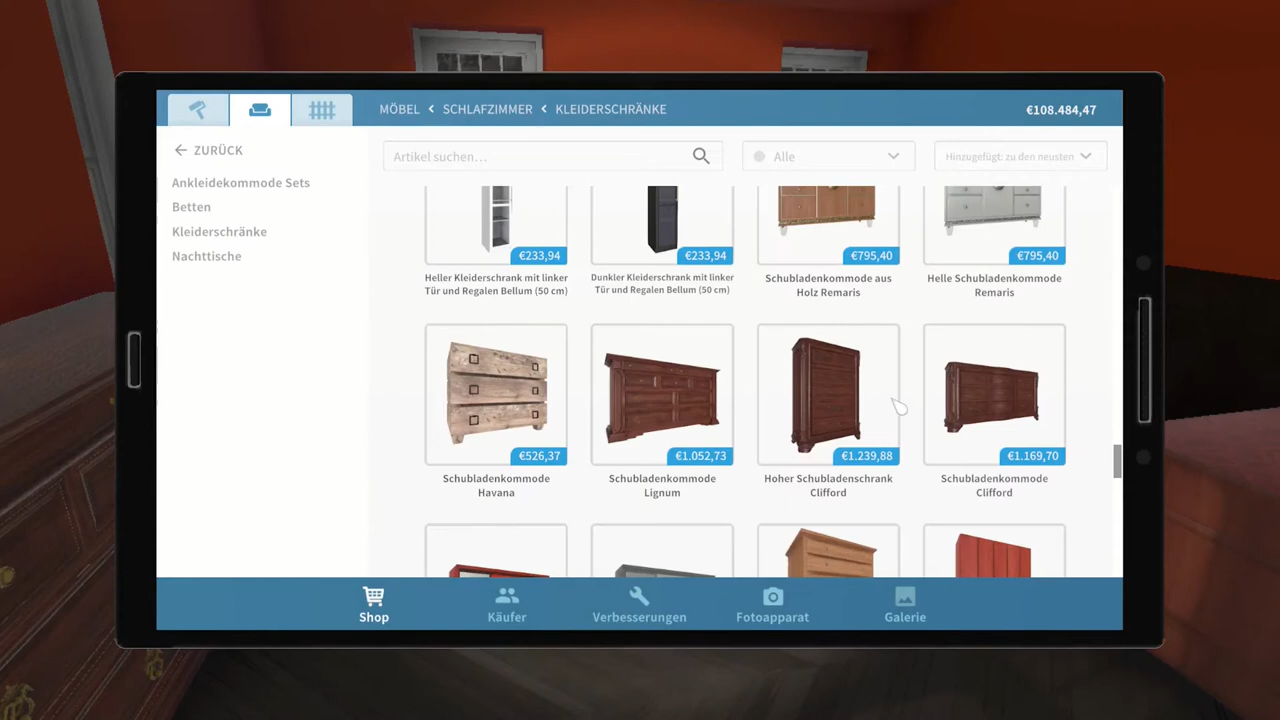 MÖBEL < SCHLAFZIMMER < KLEIDERSCHRÄNKE
€108.484,47
ZURÜCK
Ankleidekommode Sets
Betten
Kleiderschränke
Nachttische
Artikel suchen...
Alle
Hinzugefügt: zu den neusten
€233,94
€233,94
€795,40
€795,40
Heller Kleiderschrank mit linker
Tür und Regalen Bellum (50 cm)
Dunkler Kleiderschrank mit linker
Tür und Regalen Bellum (50 cm)
Schubladenkommode aus
Holz Remaris
Helle Schubladenkommode
Remaris
€526,37
€1.052,73
€1.239,88
€1.169,70
Schubladenkommode
Havana
Schubladenkommode
Lignum
Hoher Schubladenschrank
Clifford
Schubladenkommode
Clifford
Shop
Käufer
Verbesserungen
Fotoapparat
Galerie